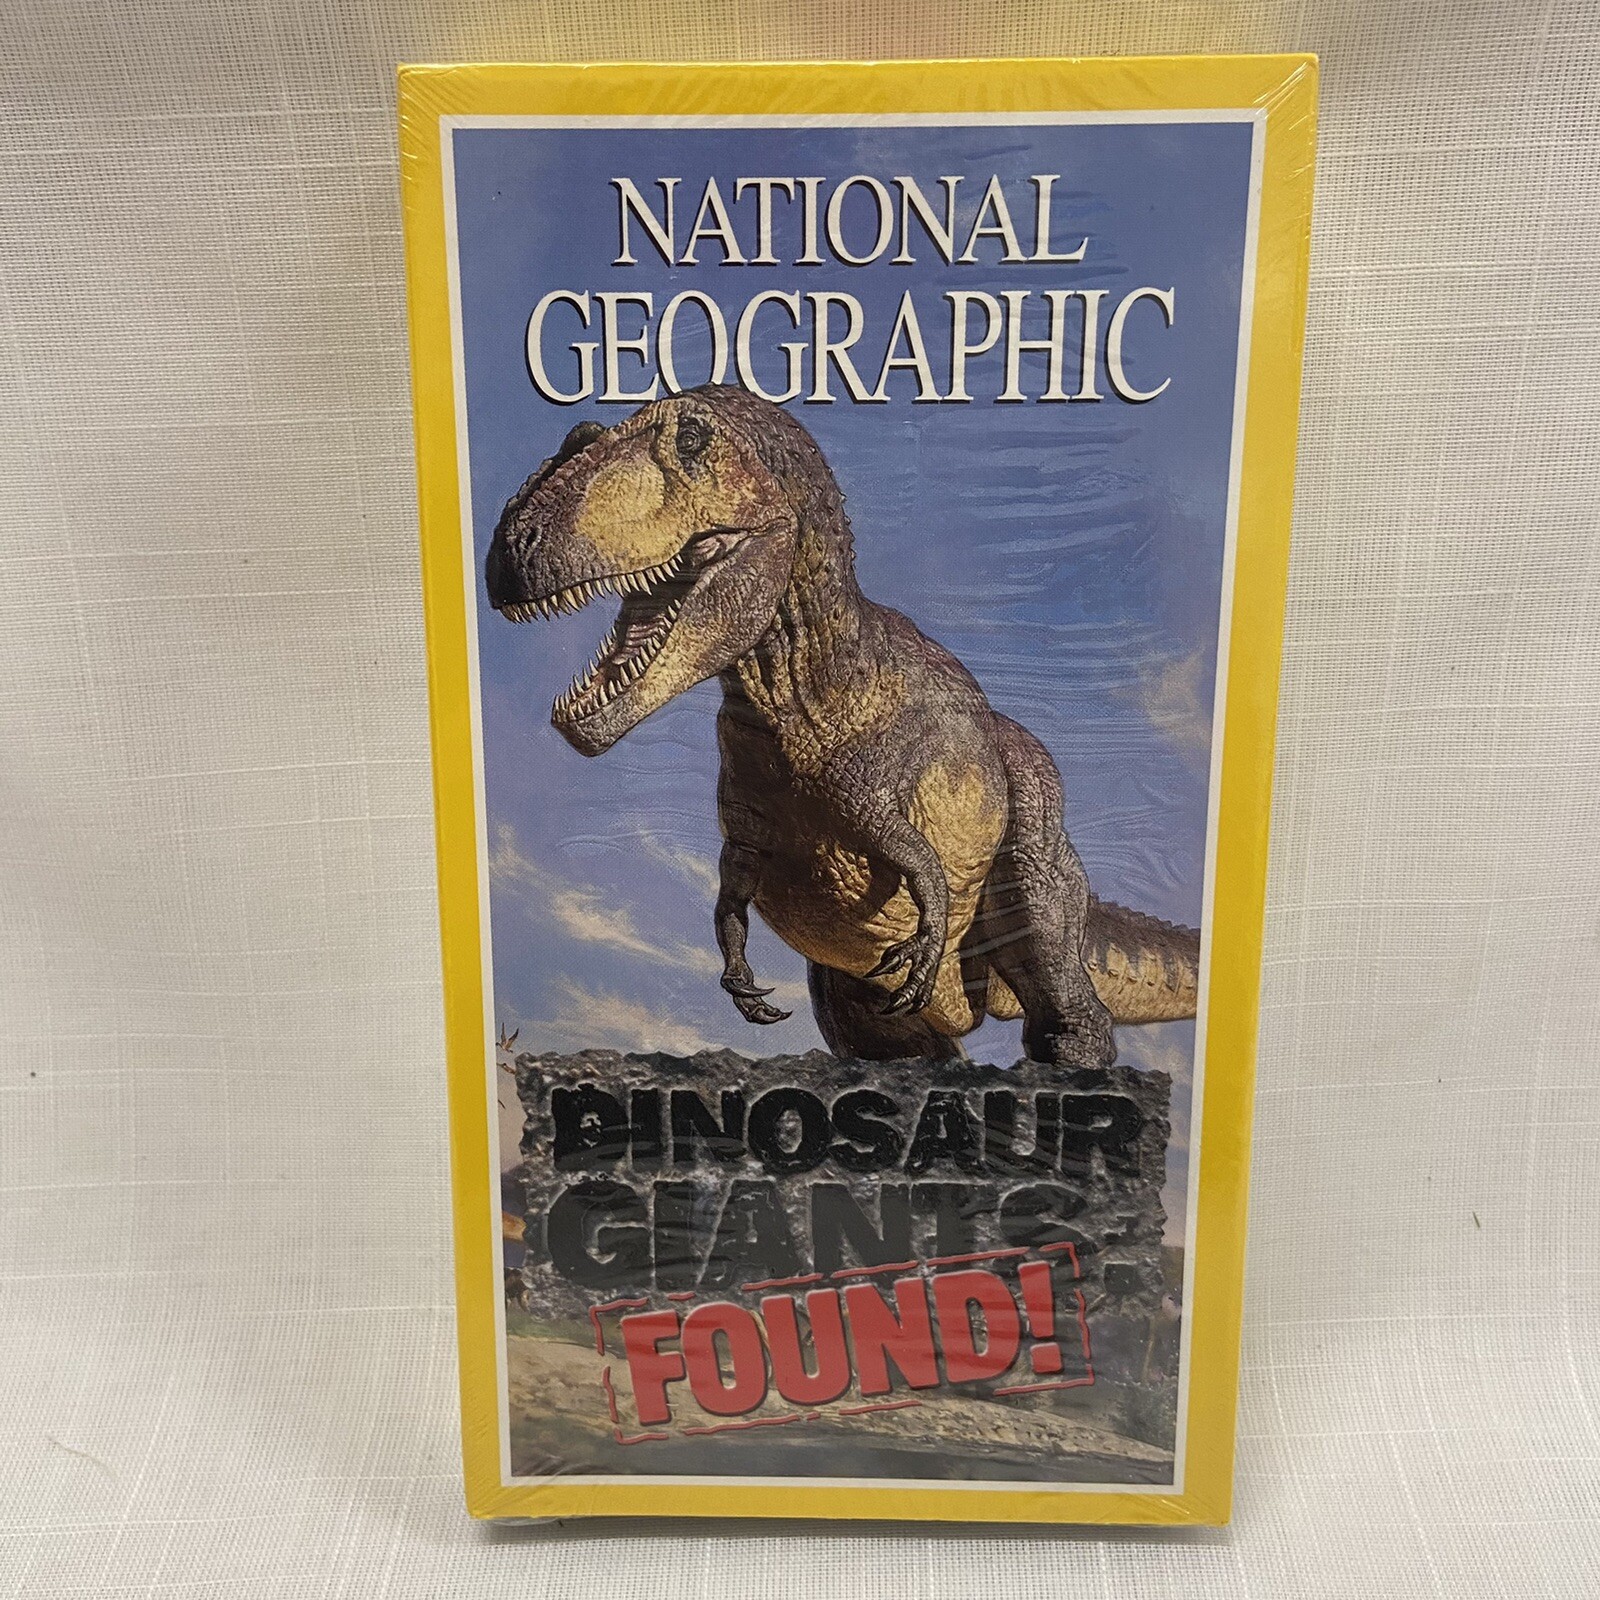 NATIONAL
GEOGRAPHIC
DINOSAUR
GIANTS:
FOUND!